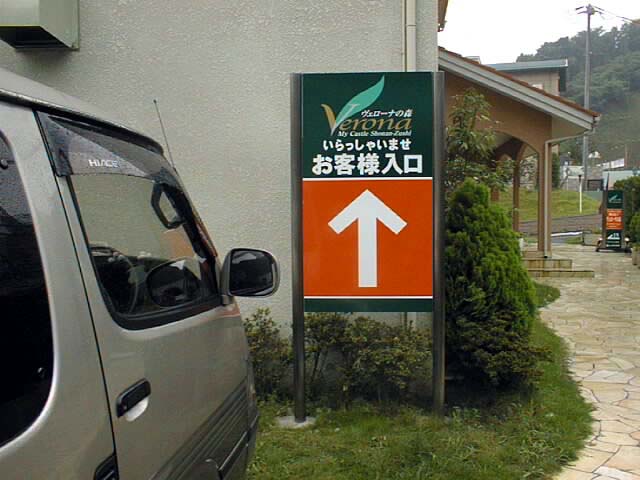 ヴェローナの森
Verona
My Castle Shonan-Zushi
いらっしゃいませ
お客様入口
HIACE